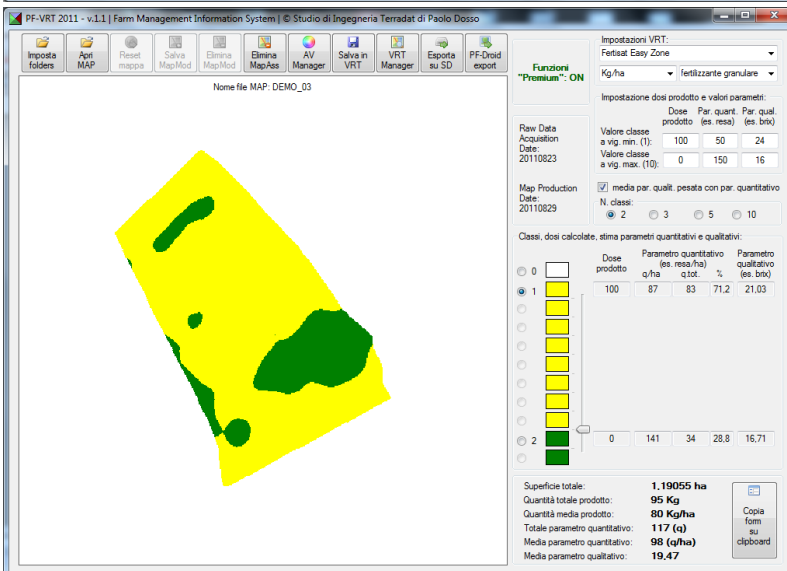 PF-VRT 2011 - v.1.1 | Farm Management Information System | © Studio di Ingegneria Terradat di Paolo Dosso
Imposta folders
Apri MAP
Reset mappa
Salva MapMod
Elimina MapMod
Elimina MapAss
AV Manager
Salva in VRT
VRT Manager
Esporta su SD
PF-Droid export
Nome file MAP: DEMO_03
Funzioni
"Premium": ON
Impostazioni VRT:
Fertisat Easy Zone
Kg/ha
fertilizzante granulare
Raw Data
Acquisition
Date:
20110823
Map Production
Date:
20110829
Impostazione dosi prodotto e valori parametri:
Dose prodotto
Par. quant. (es. resa)
Par. qual. (es. brix)
Valore classe a vig. min. (1): 100 50 24
Valore classe a vig. max. (10): 0 150 16
media par. qualit. pesata con par. quantitativo
N. classi:
2 3 5 10
Classi, dosi calcolate, stima parametri quantitativi e qualitativi:
Dose prodotto
Parametro quantitativo (es. resa/ha)
q/ha q.tot. %
Parametro qualitativo (es. brix)
0
1 100 87 83 71,2 21,03
2 0 141 34 28,8 16,71
Superficie totale: 1,19055 ha
Quantità totale prodotto: 95 Kg
Quantità media prodotto: 80 Kg/ha
Totale parametro quantitativo: 117 (q)
Media parametro quantitativo: 98 (q/ha)
Media parametro qualitativo: 19,47
Copia form su clipboard